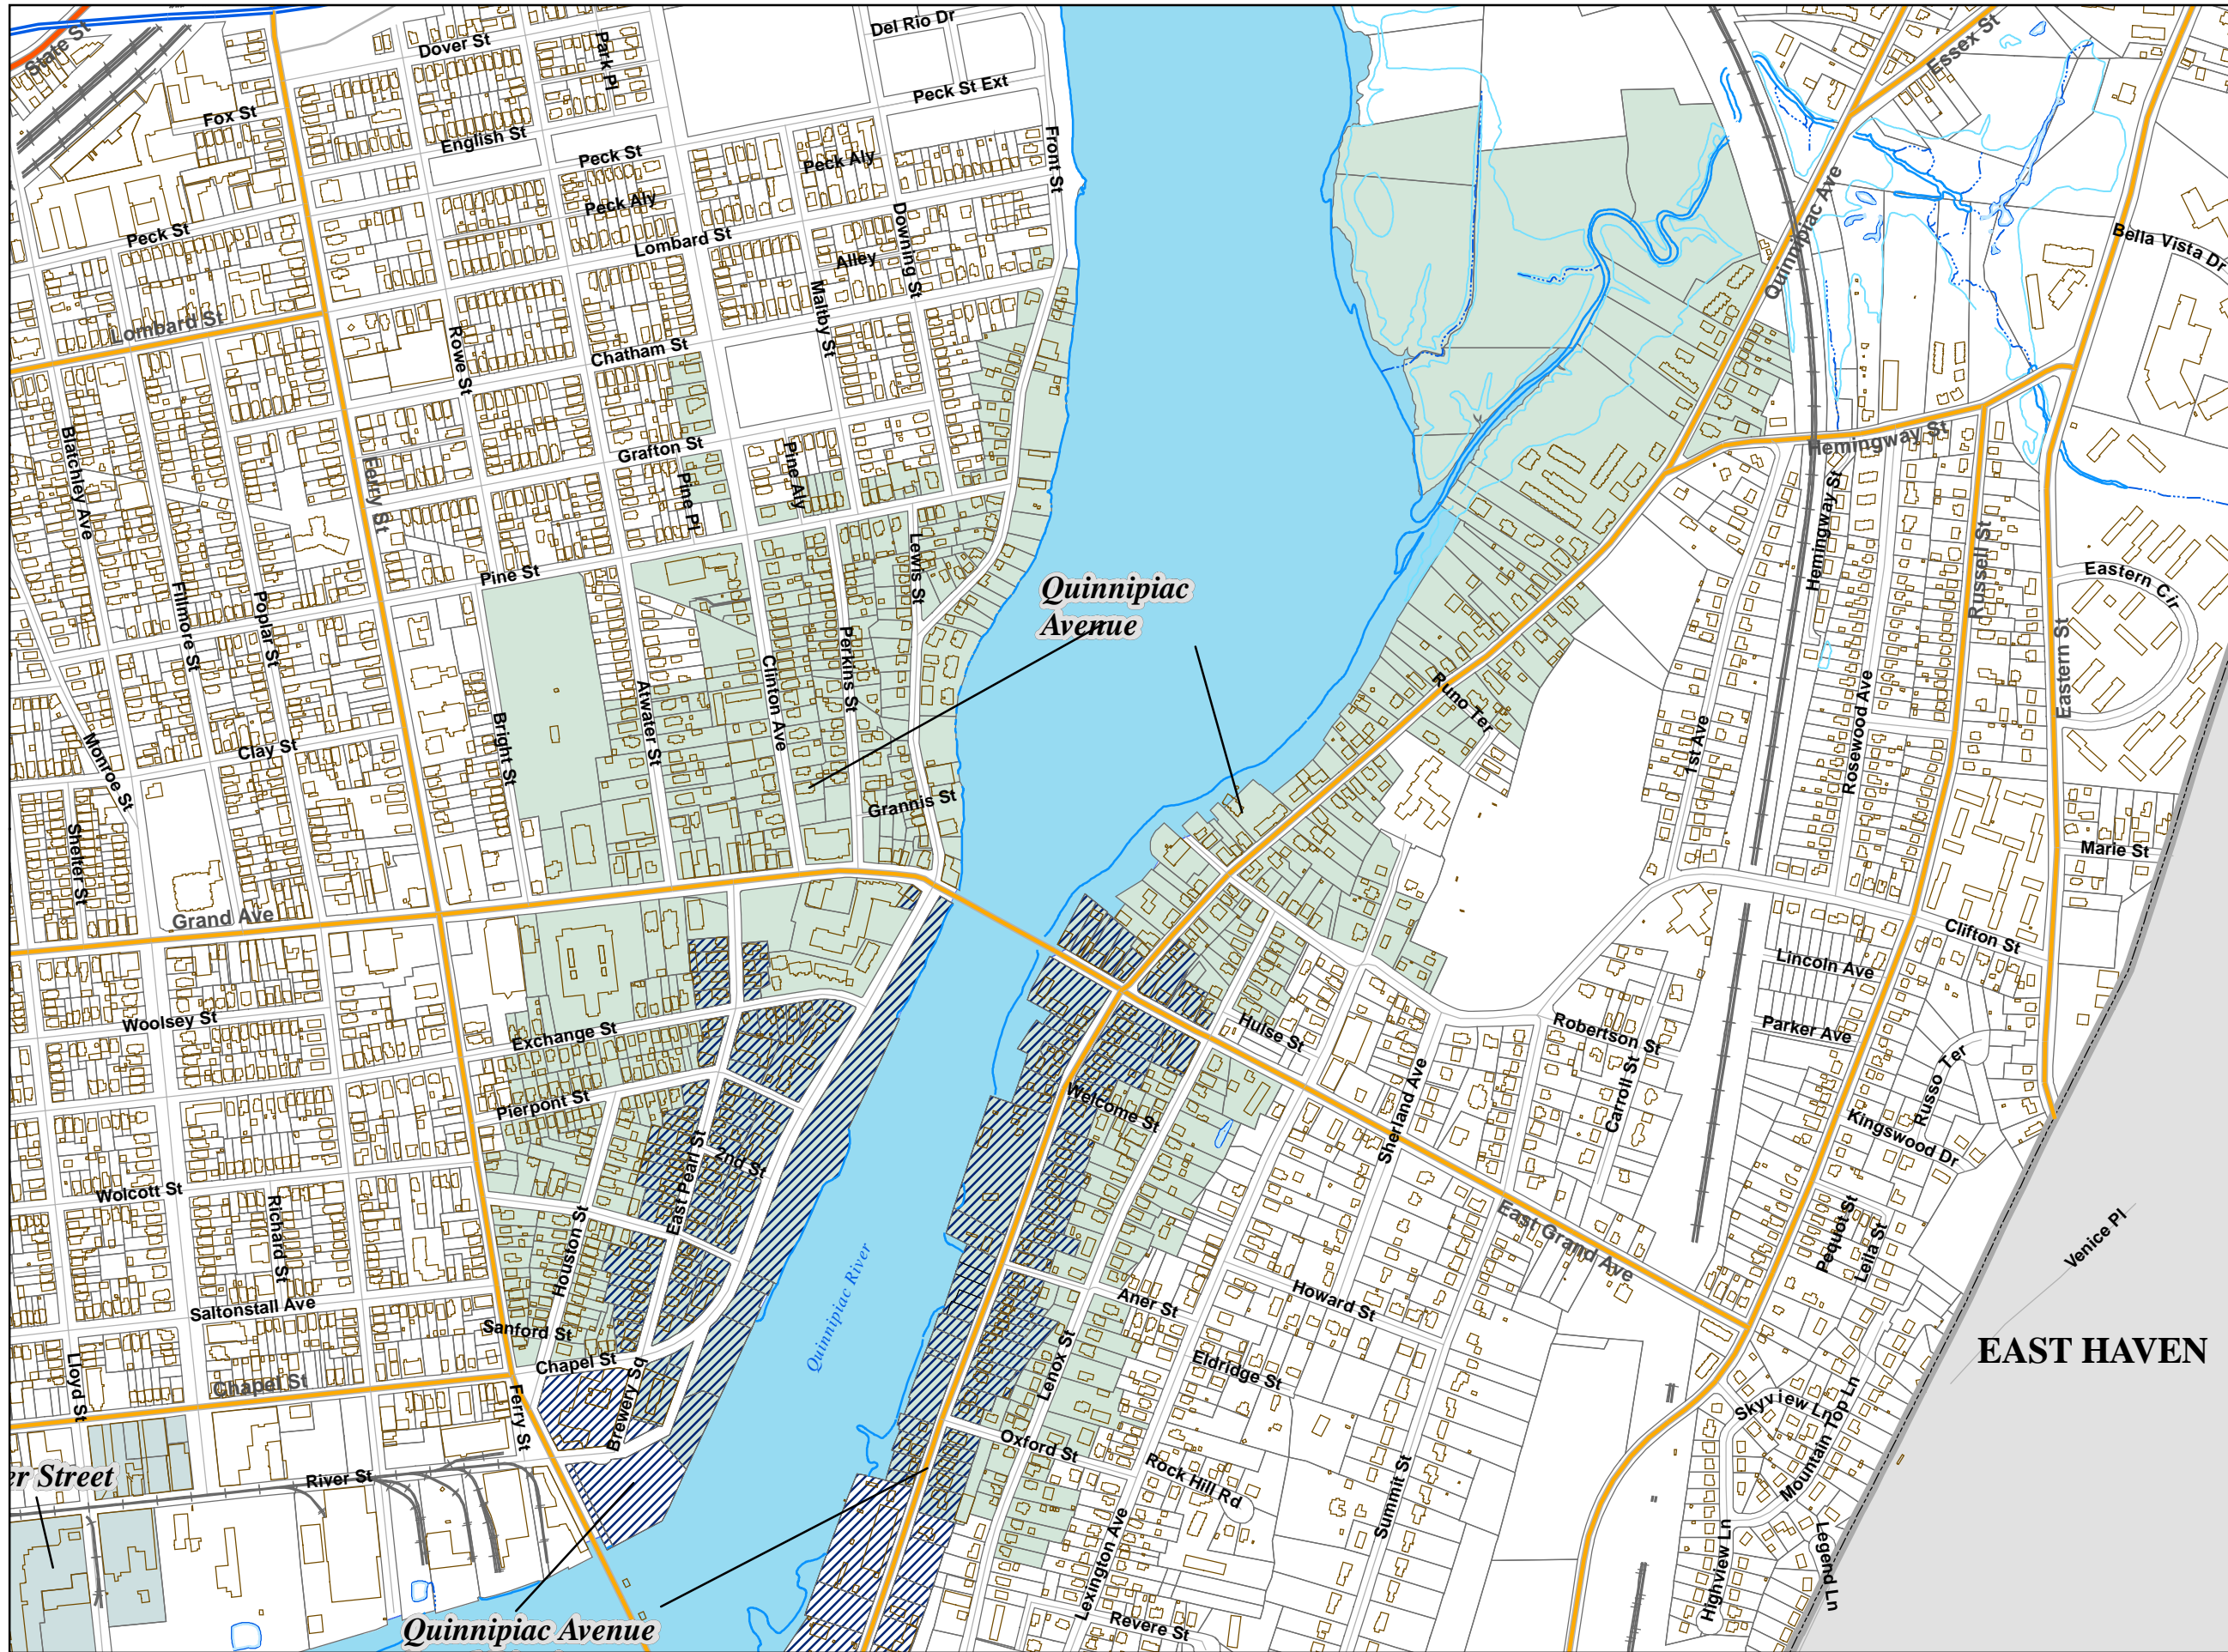 State St
Dover St
Park Pl
Del Rio Dr
Essex St
Fox St
English St
Peck St
Peck St Ext
Peck Aly
Front St
Peck St
Peck Aly
Lombard St
Alley
Downing St
Quinnipiac Ave
Bella Vista Dr
Lombard St
Rowe St
Chatham St
Maltby St
Blatchley Ave
Ferry St
Grafton St
Pine Pl
Pine Aly
Hemingway St
Hemingway St
Russell St
Pine St
Lewis St
Quinnipiac
Avenue
Eastern Cir
Fillmore St
Poplar St
Perkins St
Clinton Ave
Atwater St
Runo Ter
1st Ave
Rosewood Ave
Eastern St
Monroe St
Clay St
Bright St
Grannis St
Shelter St
Marie St
Grand Ave
Clifton St
Lincoln Ave
Woolsey St
Exchange St
Hulse St
Robertson St
Parker Ave
Pierpont St
Welcome St
Sherland Ave
Carroll St
Russo Ter
Kingswood Dr
Wolcott St
Richard St
East Pearl St
2nd St
Houston St
East Grand Ave
Pequot St
Leila St
Venice Pl
Saltonstall Ave
Sanford St
Quinnipiac River
Aner St
Howard St
EAST HAVEN
Lloyd St
Chapel St
Chapel St
Brewery Sq
Lenox St
Eldridge St
Skyview Ln
Mountain Top Ln
Ferry St
er Street
River St
Oxford St
Rock Hill Rd
Summit St
Lexington Ave
Highview Ln
Legend Ln
Quinnipiac Avenue
Revere St